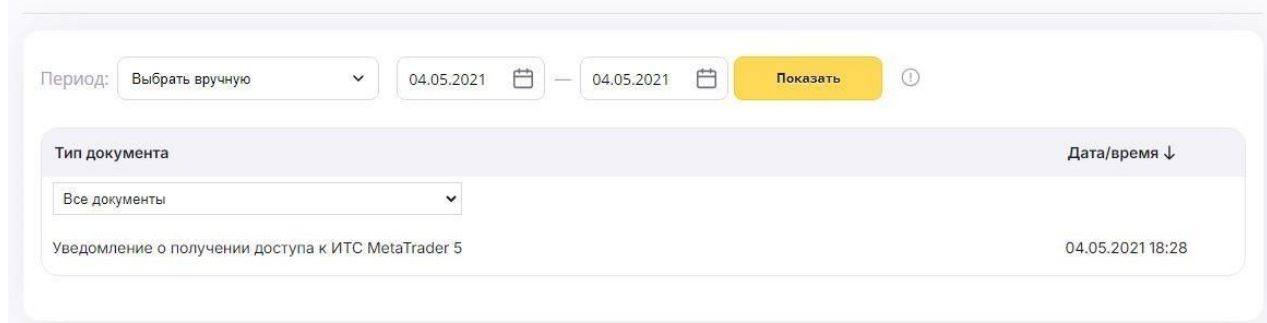 Период: Выбрать вручную 04.05.2021 — 04.05.2021 Показать
Тип документа Дата/время ↓
Все документы
Уведомление о получении доступа к ИТС MetaTrader 5 04.05.2021 18:28